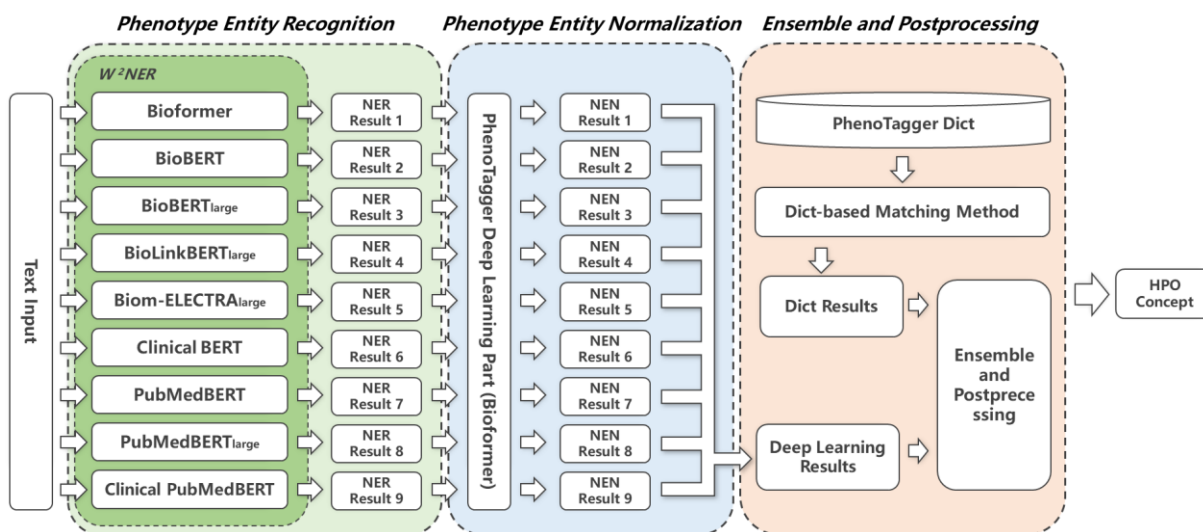 Phenotype Entity Recognition
Phenotype Entity Normalization
Ensemble and Postprocessing
W²NER
Text Input
Bioformer
BioBERT
BioBERTlarge
BioLinkBERTlarge
Biom-ELECTRAlarge
Clinical BERT
PubMedBERT
PubMedBERTlarge
Clinical PubMedBERT
NER
Result 1
NER
Result 2
NER
Result 3
NER
Result 4
NER
Result 5
NER
Result 6
NER
Result 7
NER
Result 8
NER
Result 9
PhenoTagger Deep Learning Part (Bioformer)
NEN
Result 1
NEN
Result 2
NEN
Result 3
NEN
Result 4
NEN
Result 5
NEN
Result 6
NEN
Result 7
NEN
Result 8
NEN
Result 9
PhenoTagger Dict
Dict-based Matching Method
Dict Results
Deep Learning
Results
Ensemble
and
Postprece
ssing
HPO
Concept